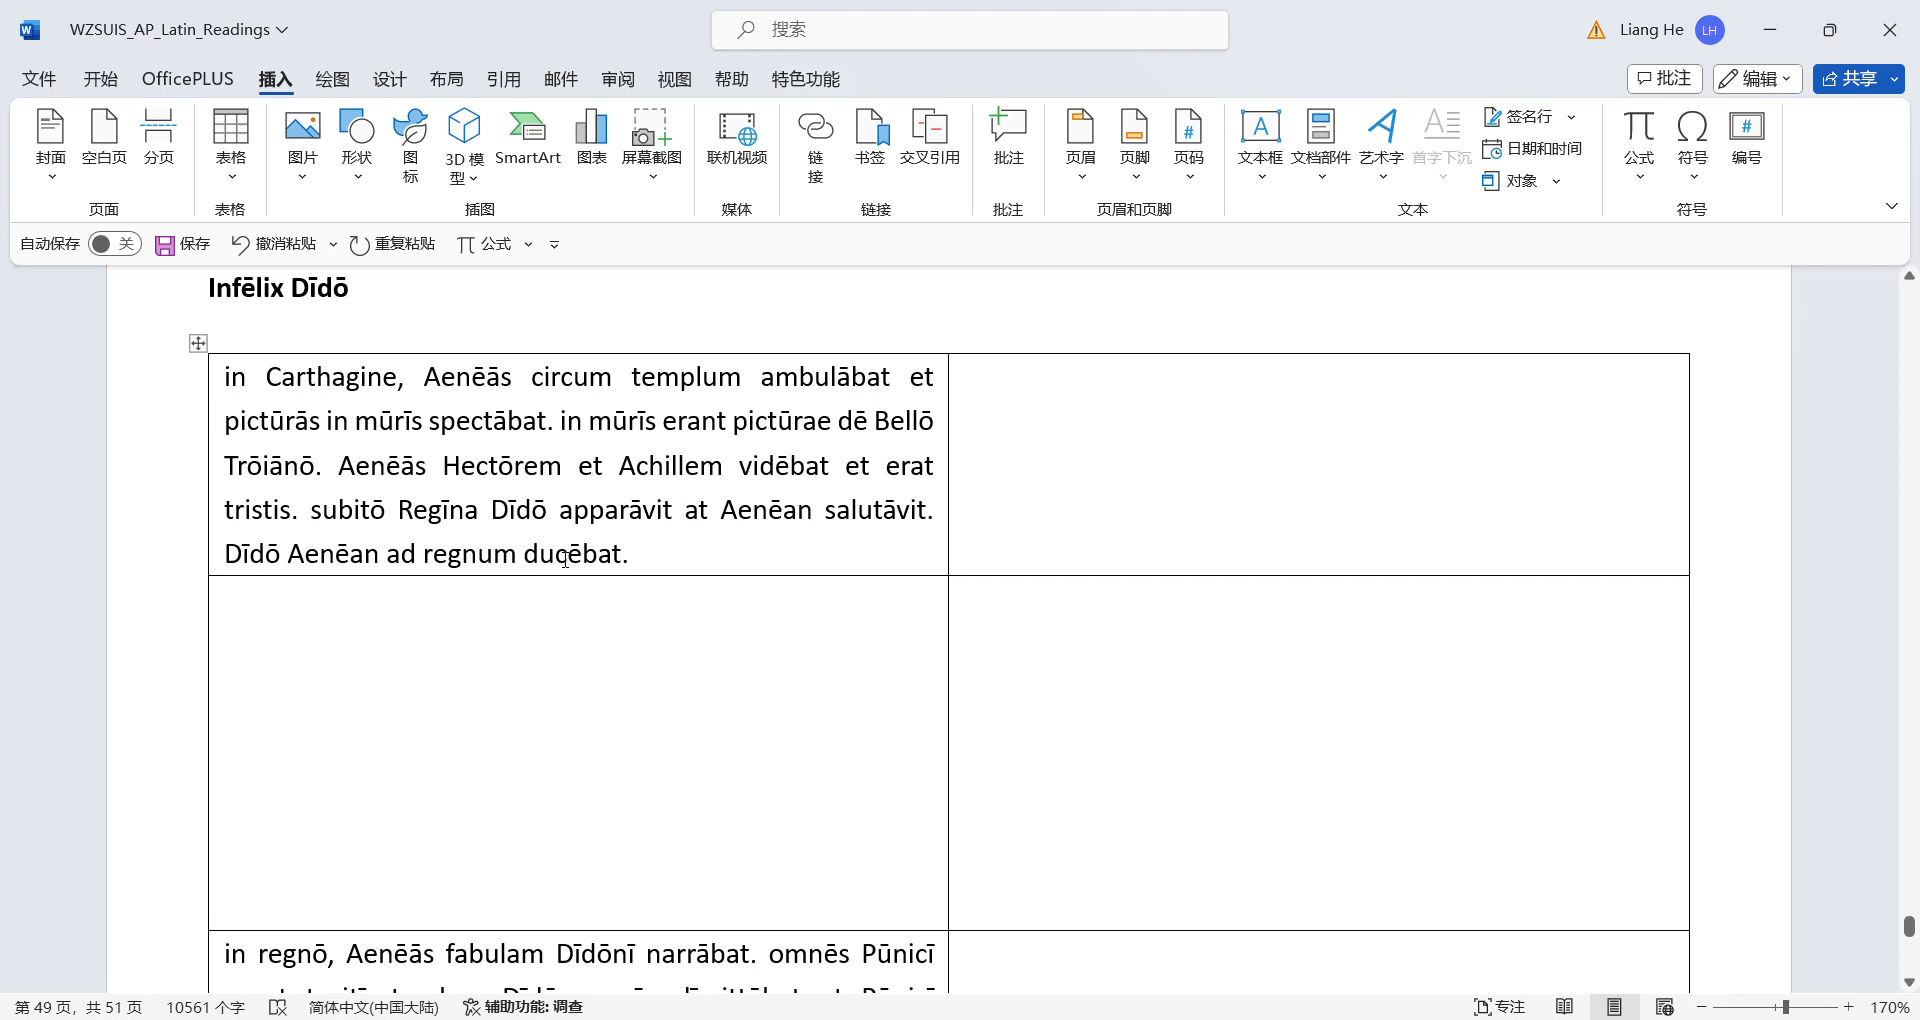 WZSUIS_AP_Latin_Readings
搜索
Liang He
LH
文件 开始 OfficePLUS 插入 绘图 设计 布局 引用 邮件 审阅 视图 帮助 特色功能
批注 编辑 共享
封面 空白页 分页
页面
表格
表格
图片 形状 图标 3D 模型 SmartArt 图表 屏幕截图
插图
联机视频
媒体
链接 书签 交叉引用
链接
批注
批注
页眉 页脚 页码
页眉和页脚
文本框 文档部件 艺术字 首字下沉
签名行
日期和时间
对象
文本
公式 符号 编号
符号
自动保存 关 保存 撤消粘贴 重复粘贴 公式
Infēlix Dīdō
in Carthagine, Aenēās circum templum ambulābat et
pictūrās in mūrīs spectābat. in mūrīs erant pictūrae dē Bellō
Trōiānō. Aenēās Hectōrem et Achillem vidēbat et erat
tristis. subitō Regīna Dīdō apparāvit at Aenēan salutāvit.
Dīdō Aenēan ad regnum ducēbat.
in regnō, Aenēās fabulam Dīdōnī narrābat. omnēs Pūnicī
第 49 页，共 51 页 10561 个字 简体中文(中国大陆) 辅助功能: 调查
专注 170%